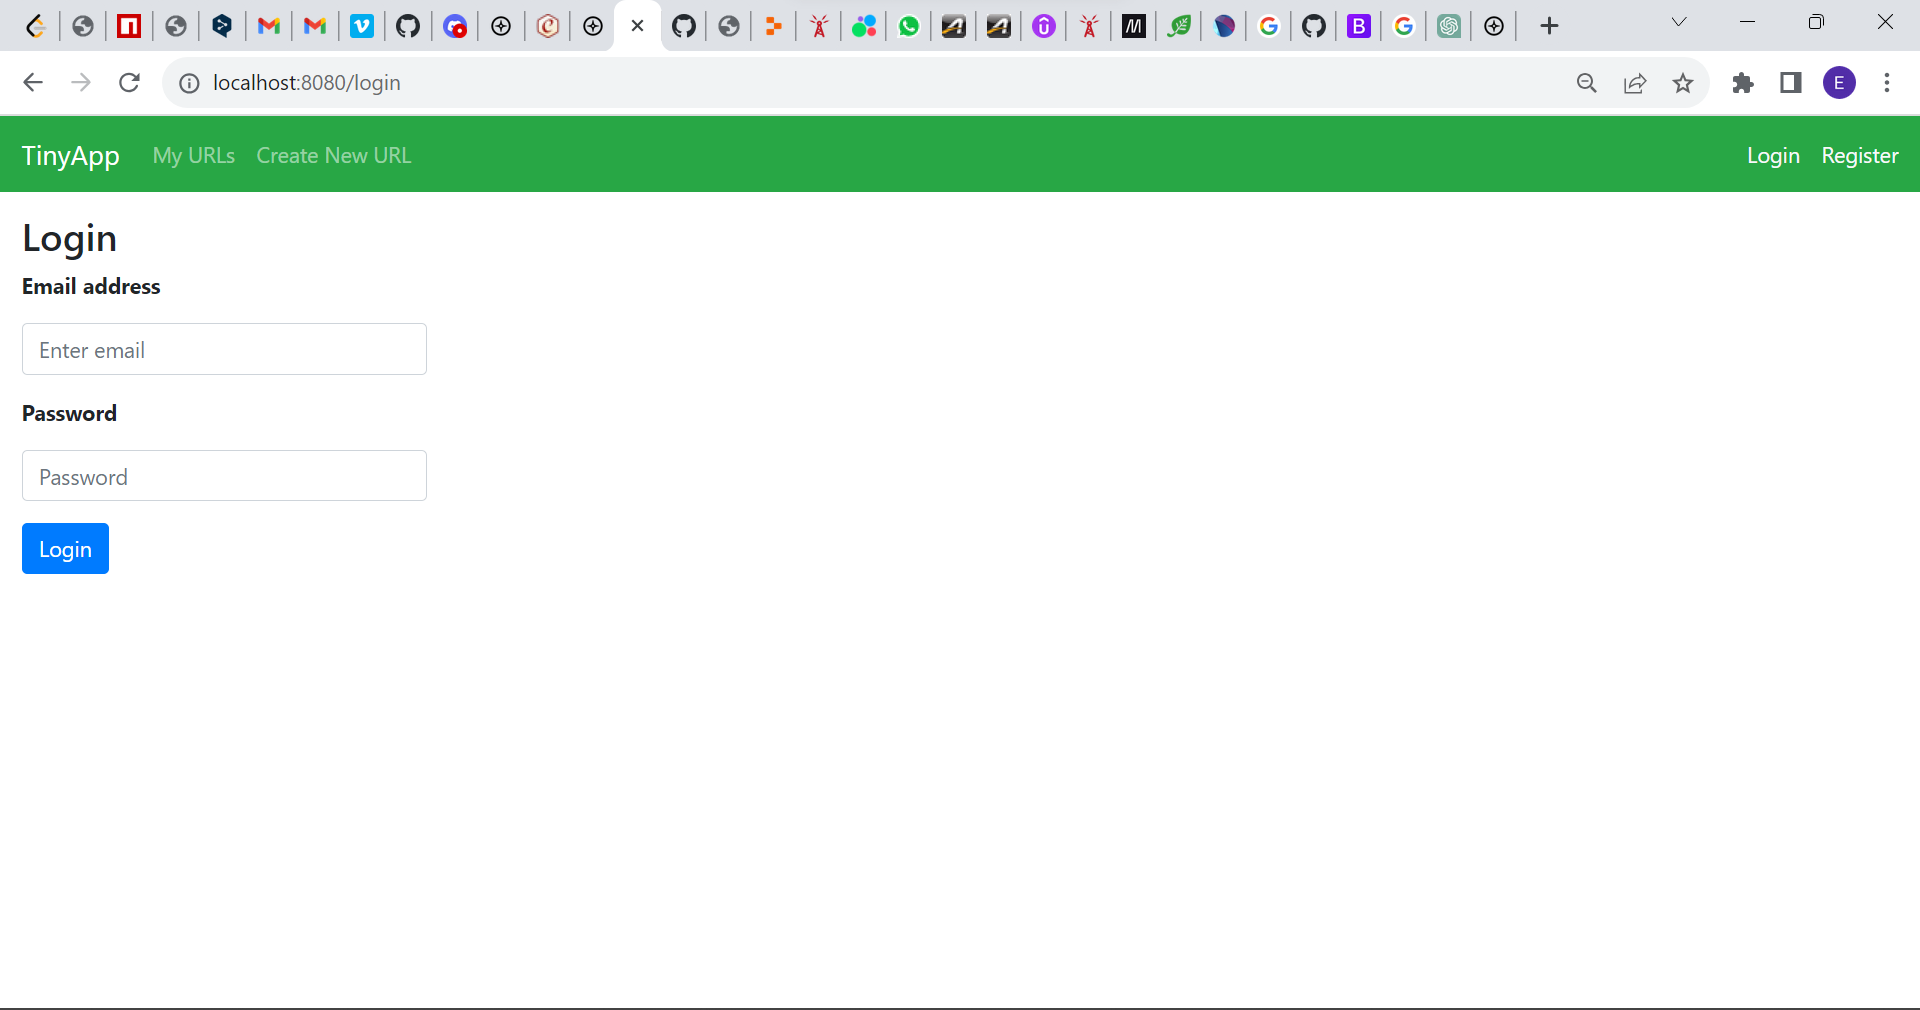 localhost:8080/login
E
TinyApp My URLs Create New URL Login Register
Login
Email address
Enter email
Password
Password
Login